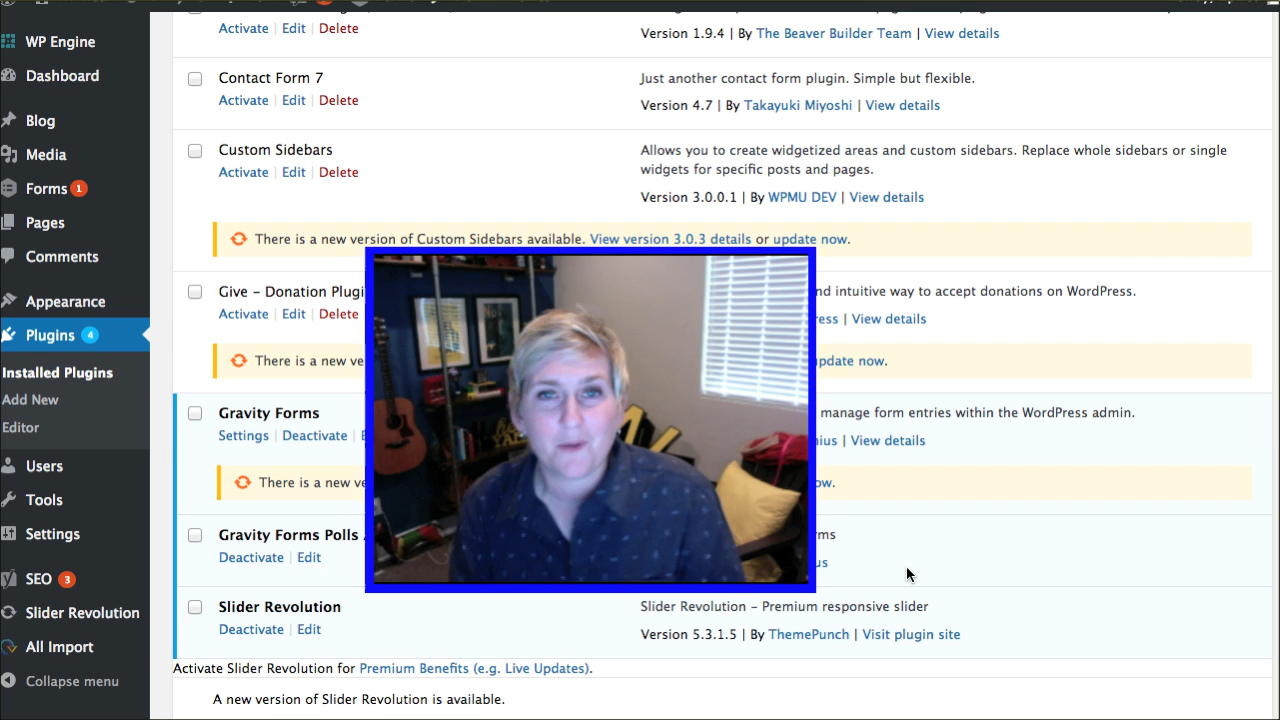 WP Engine
Dashboard
Blog
Media
Forms 1
Pages
Comments
Appearance
Plugins 4
Installed Plugins
Add New
Editor
Users
Tools
Settings
SEO 3
Slider Revolution
All Import
Collapse menu
Activate | Edit | Delete
Version 1.9.4 | By The Beaver Builder Team | View details
Contact Form 7
Just another contact form plugin. Simple but flexible.
Activate | Edit | Delete
Version 4.7 | By Takayuki Miyoshi | View details
Custom Sidebars
Allows you to create widgetized areas and custom sidebars. Replace whole sidebars or single
widgets for specific posts and pages.
Activate | Edit | Delete
Version 3.0.0.1 | By WPMU DEV | View details
There is a new version of Custom Sidebars available. View version 3.0.3 details or update now.
Give – Donation
and intuitive way to accept donations on WordPress.
Activate | Edit | Delete
| View details
There is a new
update now.
Gravity Forms
manage form entries within the WordPress admin.
Settings | Deactivate |
| View details
There is a new
Gravity Forms Polls
Deactivate | Edit
Slider Revolution
Slider Revolution – Premium responsive slider
Deactivate | Edit
Version 5.3.1.5 | By ThemePunch | Visit plugin site
Activate Slider Revolution for Premium Benefits (e.g. Live Updates).
A new version of Slider Revolution is available.